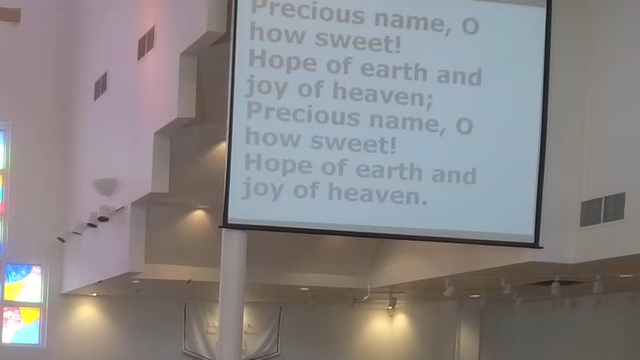 Precious name, O
how sweet!
Hope of earth and
joy of heaven;
Precious name, O
how sweet!
Hope of earth and
joy of heaven.